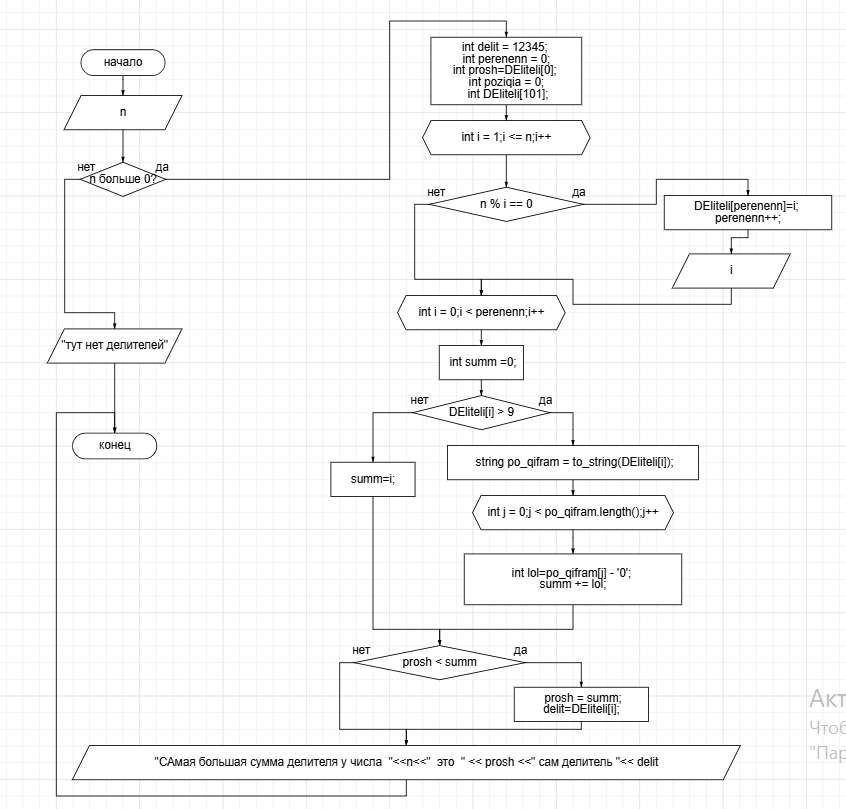 начало
n
нет
да
n больше 0?
"тут нет делителей"
конец
int delit = 12345;
int perenenn = 0;
int prosh=DEliteli[0];
int poziqia = 0;
int DEliteli[101];
int i = 1;i <= n;i++
нет
да
n % i == 0
DEliteli[perenenn]=i;
perenenn++;
i
int i = 0;i < perenenn;i++
int summ =0;
нет
да
DEliteli[i] > 9
summ=i;
string po_qifram = to_string(DEliteli[i]);
int j = 0;j < po_qifram.length();j++
int lol=po_qifram[j] - '0';
summ += lol;
нет
да
prosh < summ
prosh = summ;
delit=DEliteli[i];
"САмая большая сумма делителя у числа "<<n<<" это " << prosh <<" сам делитель "<< delit